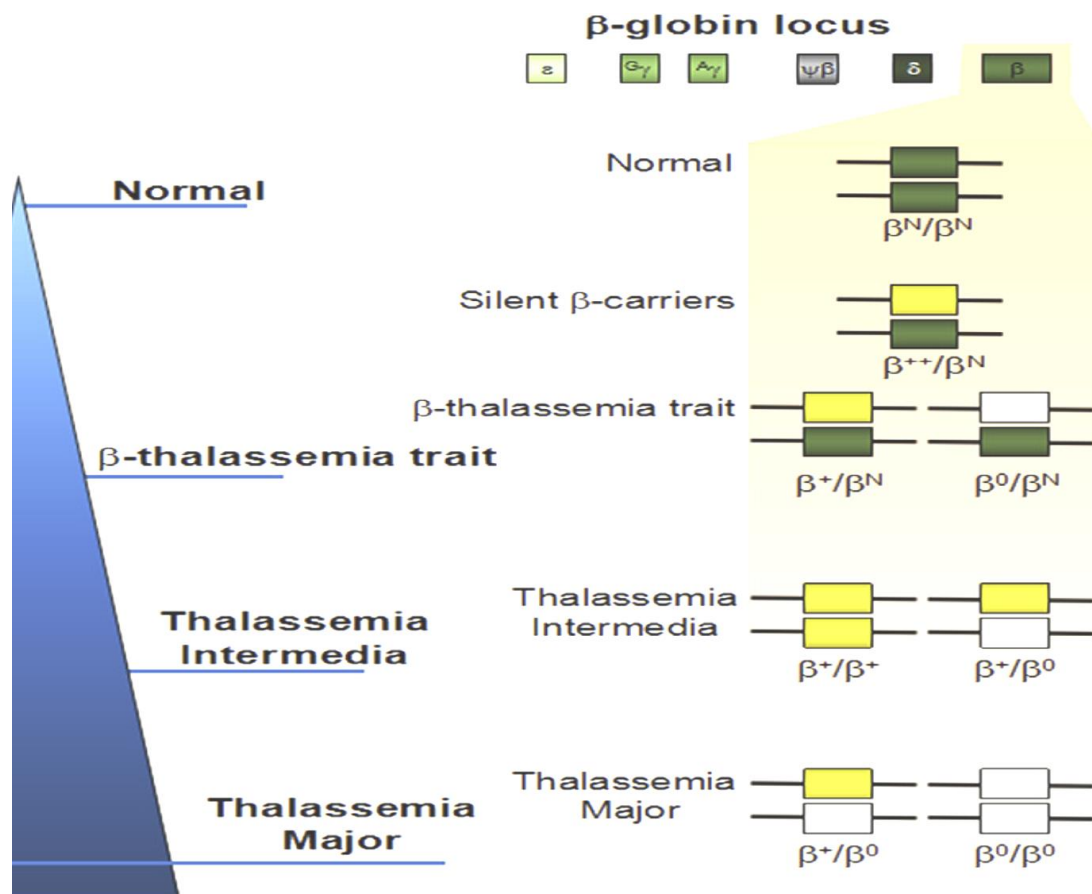 β-globin locus
ε Gγ Aγ ψβ δ β
Normal
Normal
βᴺ/βᴺ
Silent β-carriers
β⁺⁺/βᴺ
β-thalassemia trait
β-thalassemia trait
β⁺/βᴺ β⁰/βᴺ
Thalassemia
Intermedia
Thalassemia
Intermedia
β⁺/β⁺ β⁺/β⁰
Thalassemia
Major
Thalassemia
Major
β⁺/β⁰ β⁰/β⁰